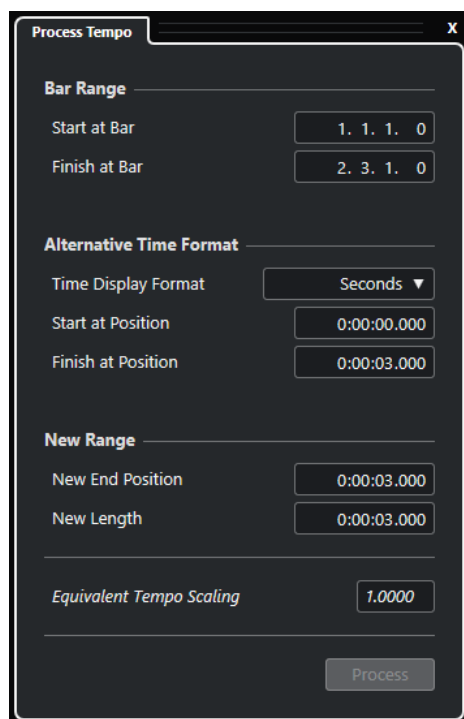 Process Tempo X
Bar Range
Start at Bar 1. 1. 1. 0
Finish at Bar 2. 3. 1. 0
Alternative Time Format
Time Display Format Seconds ▼
Start at Position 0:00:00.000
Finish at Position 0:00:03.000
New Range
New End Position 0:00:03.000
New Length 0:00:03.000
Equivalent Tempo Scaling 1.0000
Process